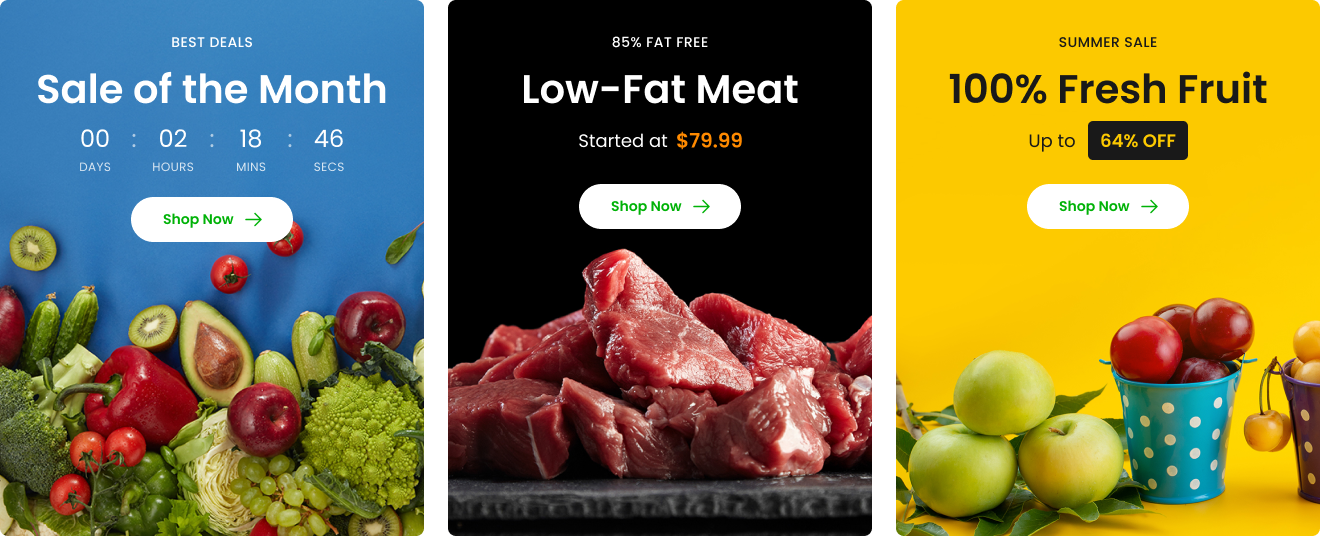 BEST DEALS
Sale of the Month
00 : 02 : 18 : 46
DAYS HOURS MINS SECS
Shop Now
85% FAT FREE
Low-Fat Meat
Started at $79.99
Shop Now
SUMMER SALE
100% Fresh Fruit
Up to 64% OFF
Shop Now